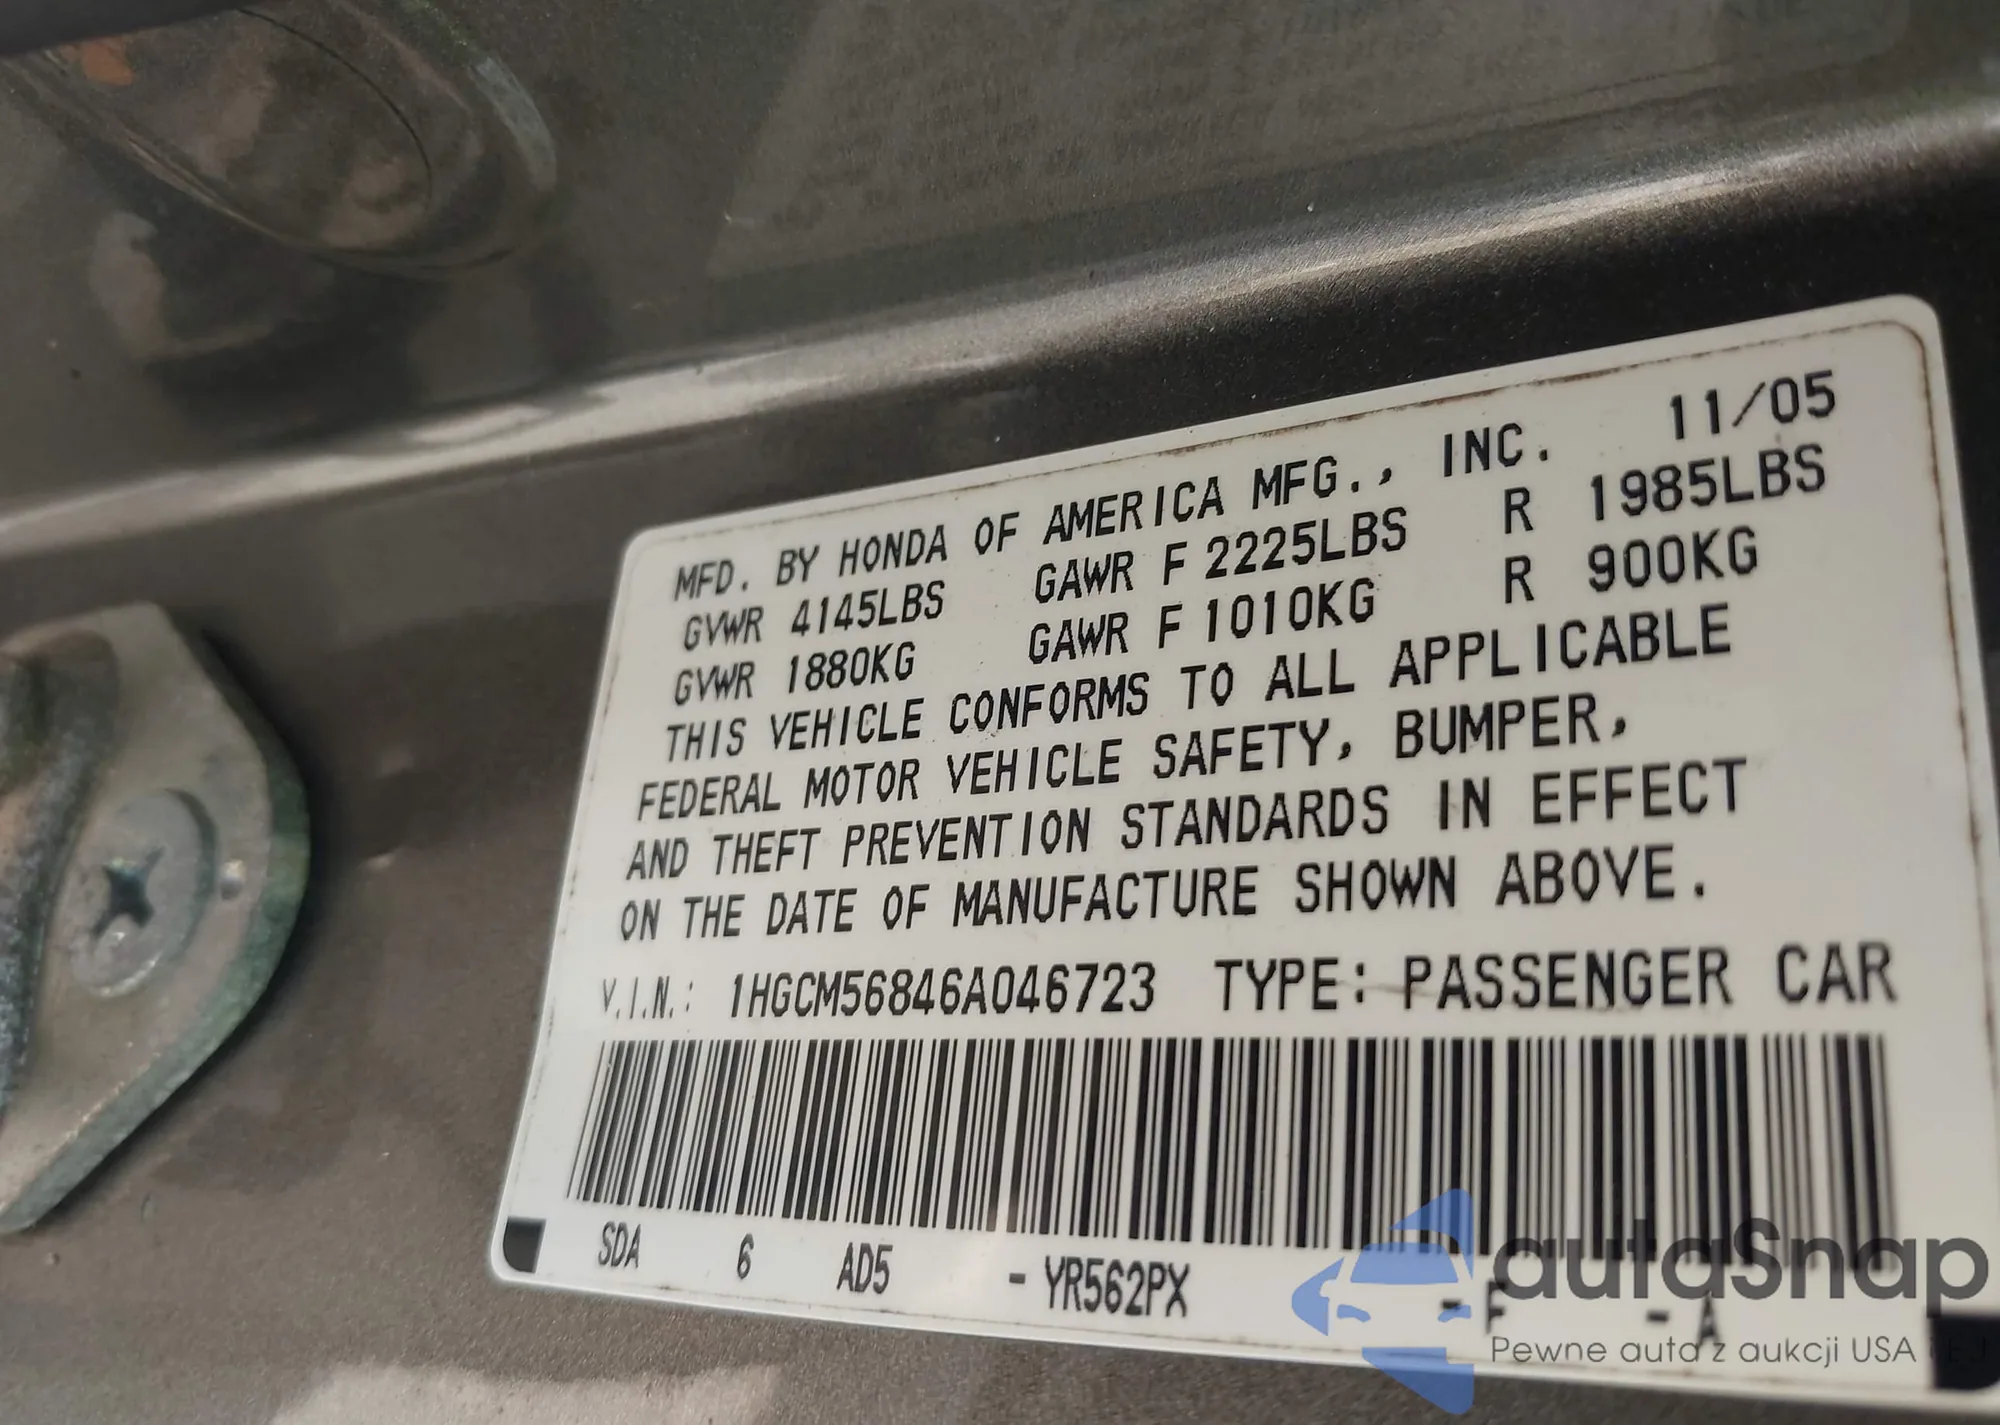 MFD. BY HONDA OF AMERICA MFG., INC. 11/05
GVWR 4145LBS GAWR F 2225LBS R 1985LBS
GVWR 1880KG GAWR F 1010KG R 900KG
THIS VEHICLE CONFORMS TO ALL APPLICABLE
FEDERAL MOTOR VEHICLE SAFETY, BUMPER,
AND THEFT PREVENTION STANDARDS IN EFFECT
ON THE DATE OF MANUFACTURE SHOWN ABOVE.
V.I.N.: 1HGCM56846A046723 TYPE: PASSENGER CAR
SDA 6 AD5 - YR562PX - F - A
autaSnap
Pewne auta z aukcji USA i EU